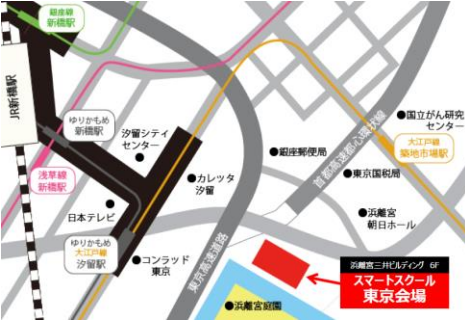 銀座線
新橋駅
JR新橋駅
ゆりかもめ
新橋駅
浅草線
新橋駅
汐留シティ
センター
カレッタ
汐留
日本テレビ
ゆりかもめ
大江戸線
汐留駅
コンラッド
東京
東京高速道路
首都高速都心環状線
国立がん研究
センター
大江戸線
築地市場駅
銀座郵便局
東京国税局
浜離宮
朝日ホール
浜離宮三井ビルディング 6F
スマートスクール
東京会場
浜離宮庭園